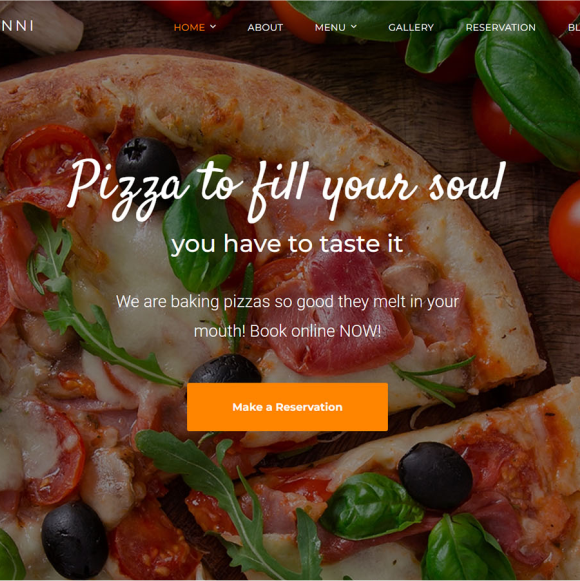 NNI HOME ABOUT MENU GALLERY RESERVATION BL
Pizza to fill your soul
you have to taste it
We are baking pizzas so good they melt in your
mouth! Book online NOW!
Make a Reservation